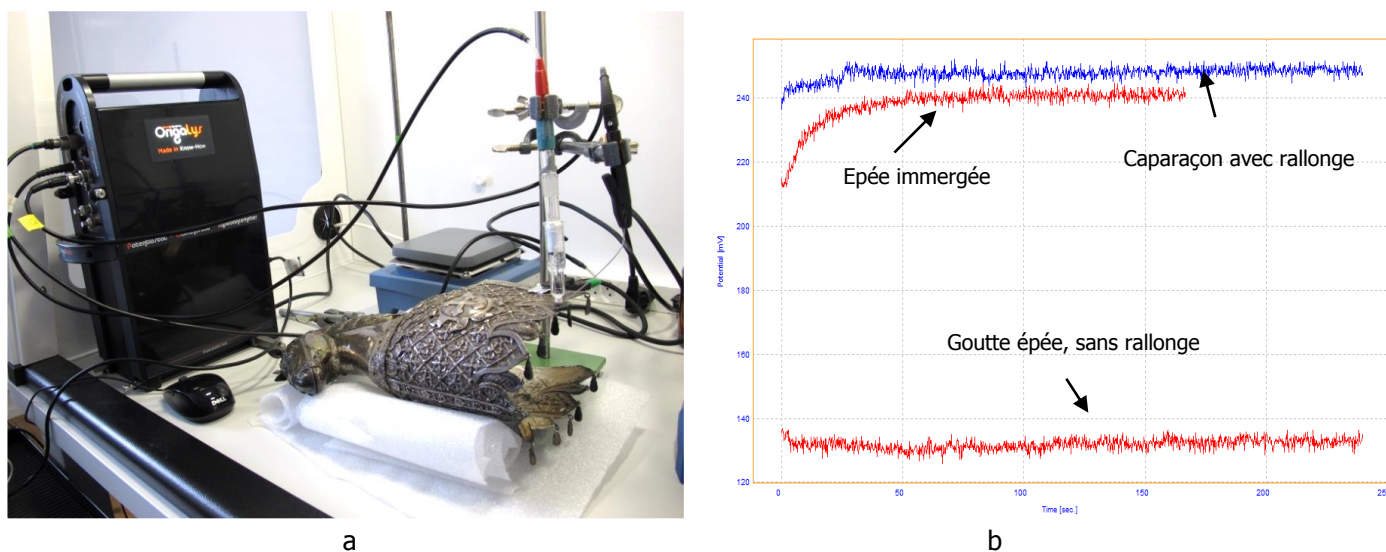 OrigaLys
Made in Know-How
DELL
240
220
200
180
160
140
120
Potential [mV]
Epée immergée
Caparaçon avec rallonge
Goutte épée, sans rallonge
0
50
100
150
200
250
Time [sec.]
a
b